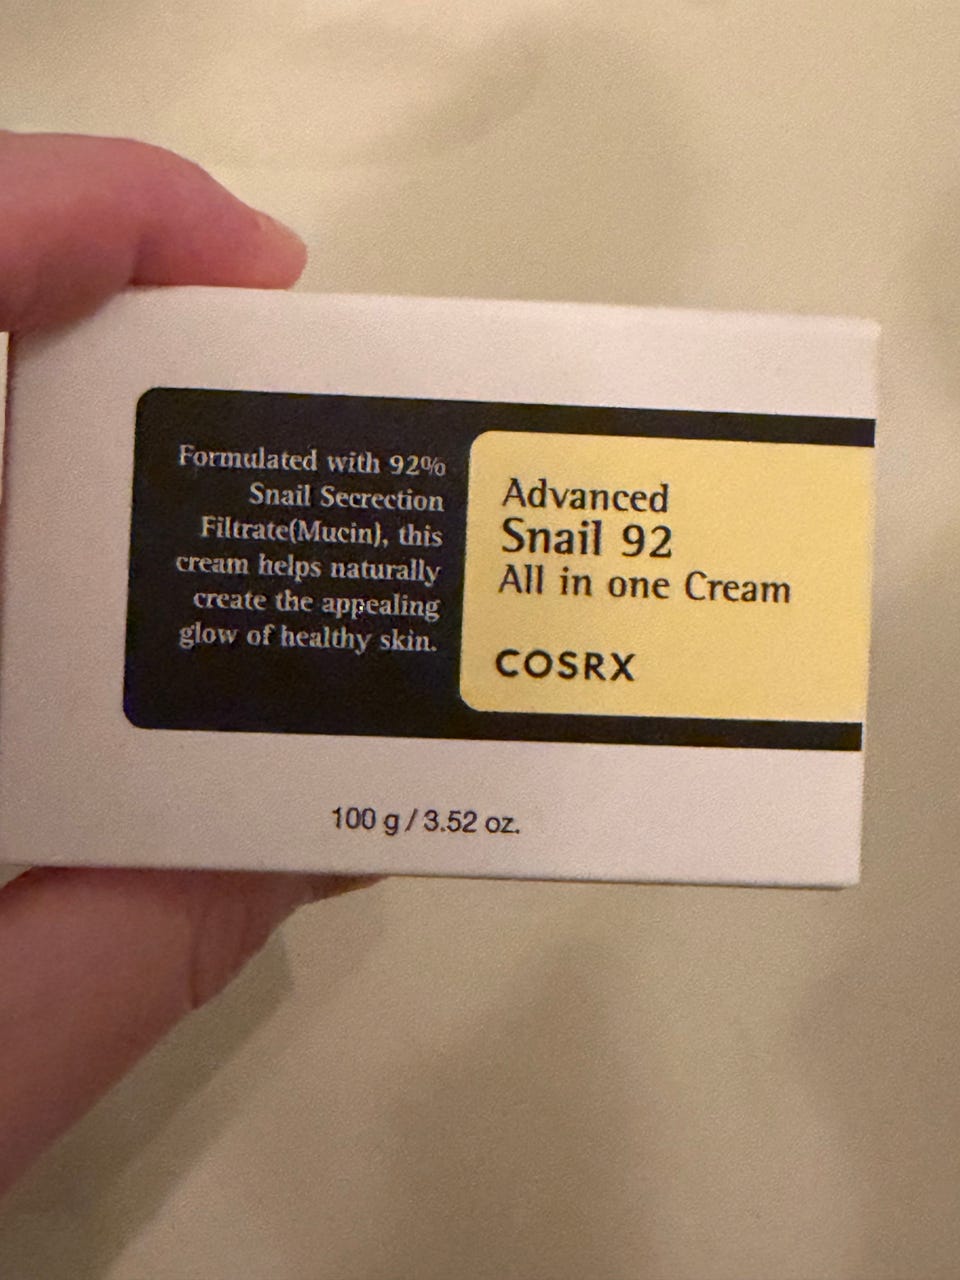 Formulated with 92%
Snail Secrection
Filtrate(Mucin), this
cream helps naturally
create the appealing
glow of healthy skin.
Advanced
Snail 92
All in one Cream
COSRX
100 g / 3.52 oz.